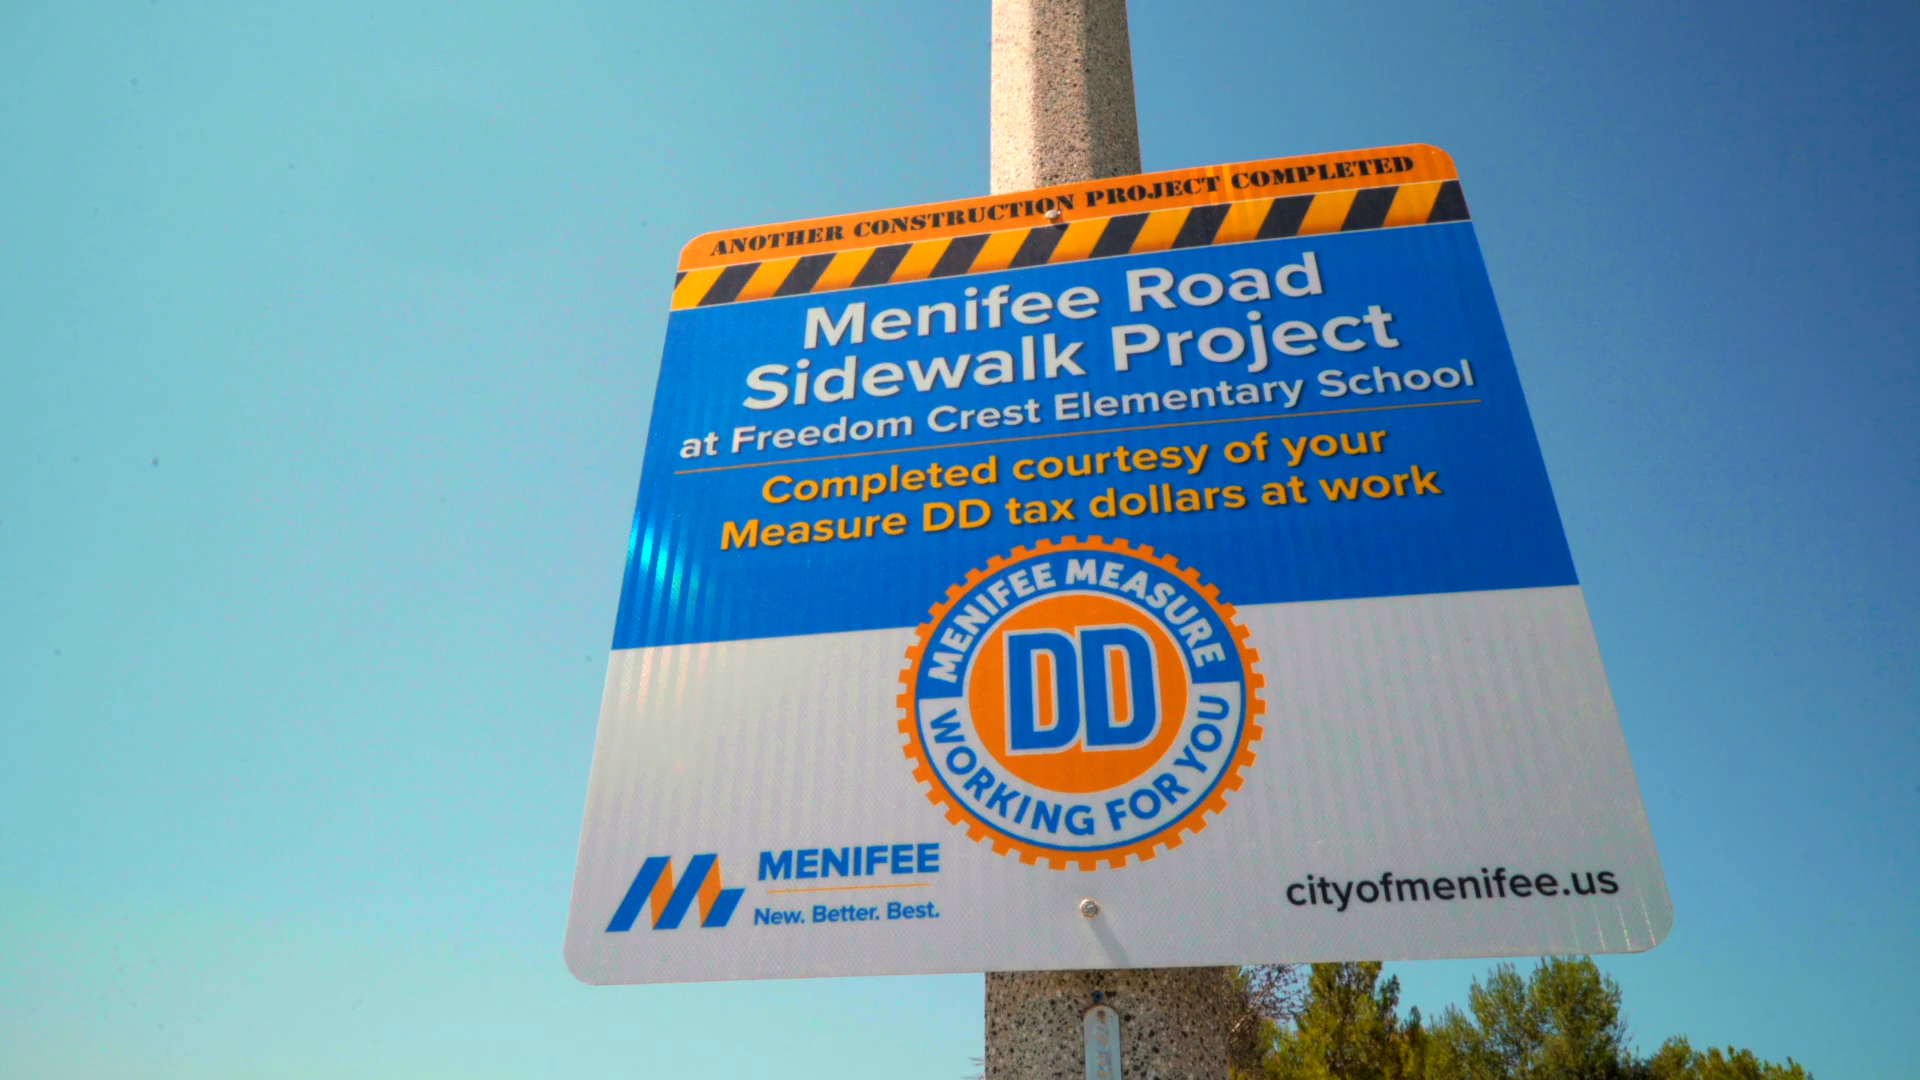 ANOTHER CONSTRUCTION PROJECT COMPLETED
Menifee Road
Sidewalk Project
at Freedom Crest Elementary School
Completed courtesy of your
Measure DD tax dollars at work
MENIFEE MEASURE
DD
WORKING FOR YOU
MENIFEE
New. Better. Best.
cityofmenifee.us